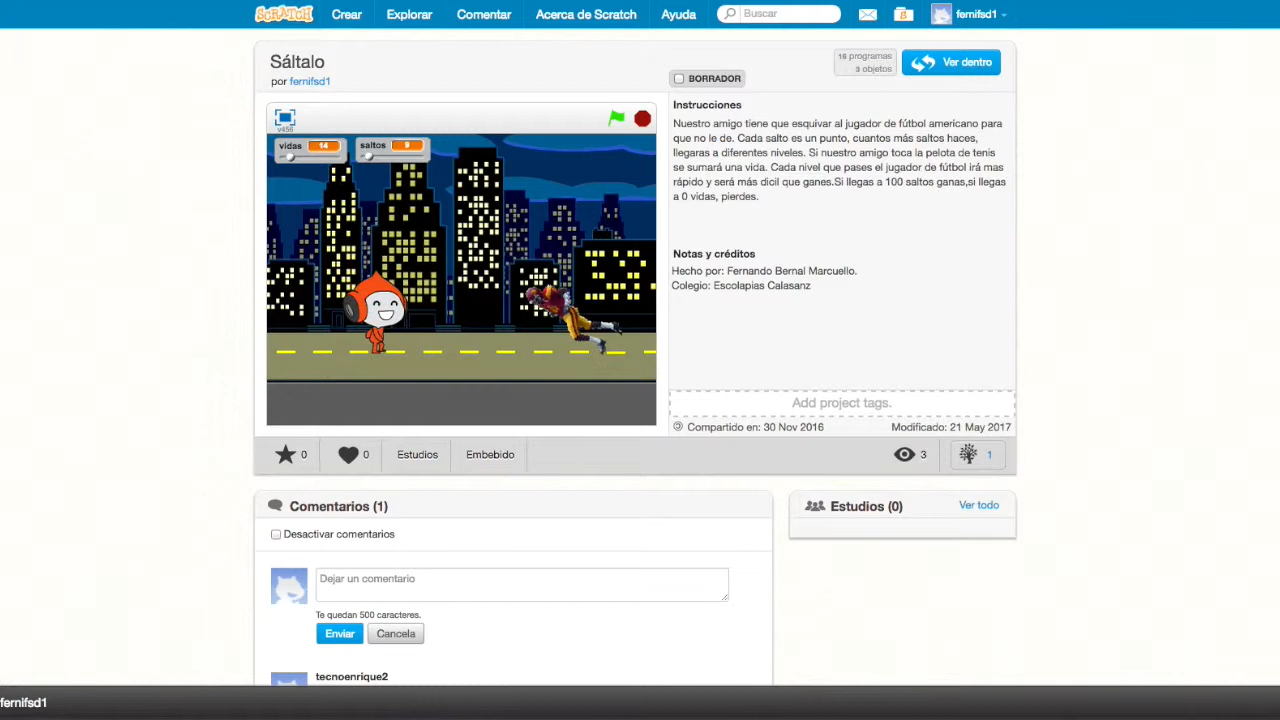 SCRATCH Crear Explorar Comentar Acerca de Scratch Ayuda Buscar fernifsd1
Sáltalo
por fernifsd1
16 programas
3 objetos
Ver dentro
BORRADOR
v456
vidas 14 saltos 9
Instrucciones
Nuestro amigo tiene que esquivar al jugador de fútbol americano para
que no le de. Cada salto es un punto, cuantos más saltos haces,
llegaras a diferentes niveles. Si nuestro amigo toca la pelota de tenis
se sumará una vida. Cada nivel que pases el jugador de fútbol irá mas
rápido y será más dicil que ganes.Si llegas a 100 saltos ganas,si llegas
a 0 vidas, pierdes.
Notas y créditos
Hecho por: Fernando Bernal Marcuello.
Colegio: Escolapias Calasanz
Add project tags.
Compartido en: 30 Nov 2016 Modificado: 21 May 2017
0 0 Estudios Embebido 3 1
Comentarios (1)
Desactivar comentarios
Dejar un comentario
Te quedan 500 caracteres.
Enviar Cancela
tecnoenrique2
Estudios (0) Ver todo
fernifsd1